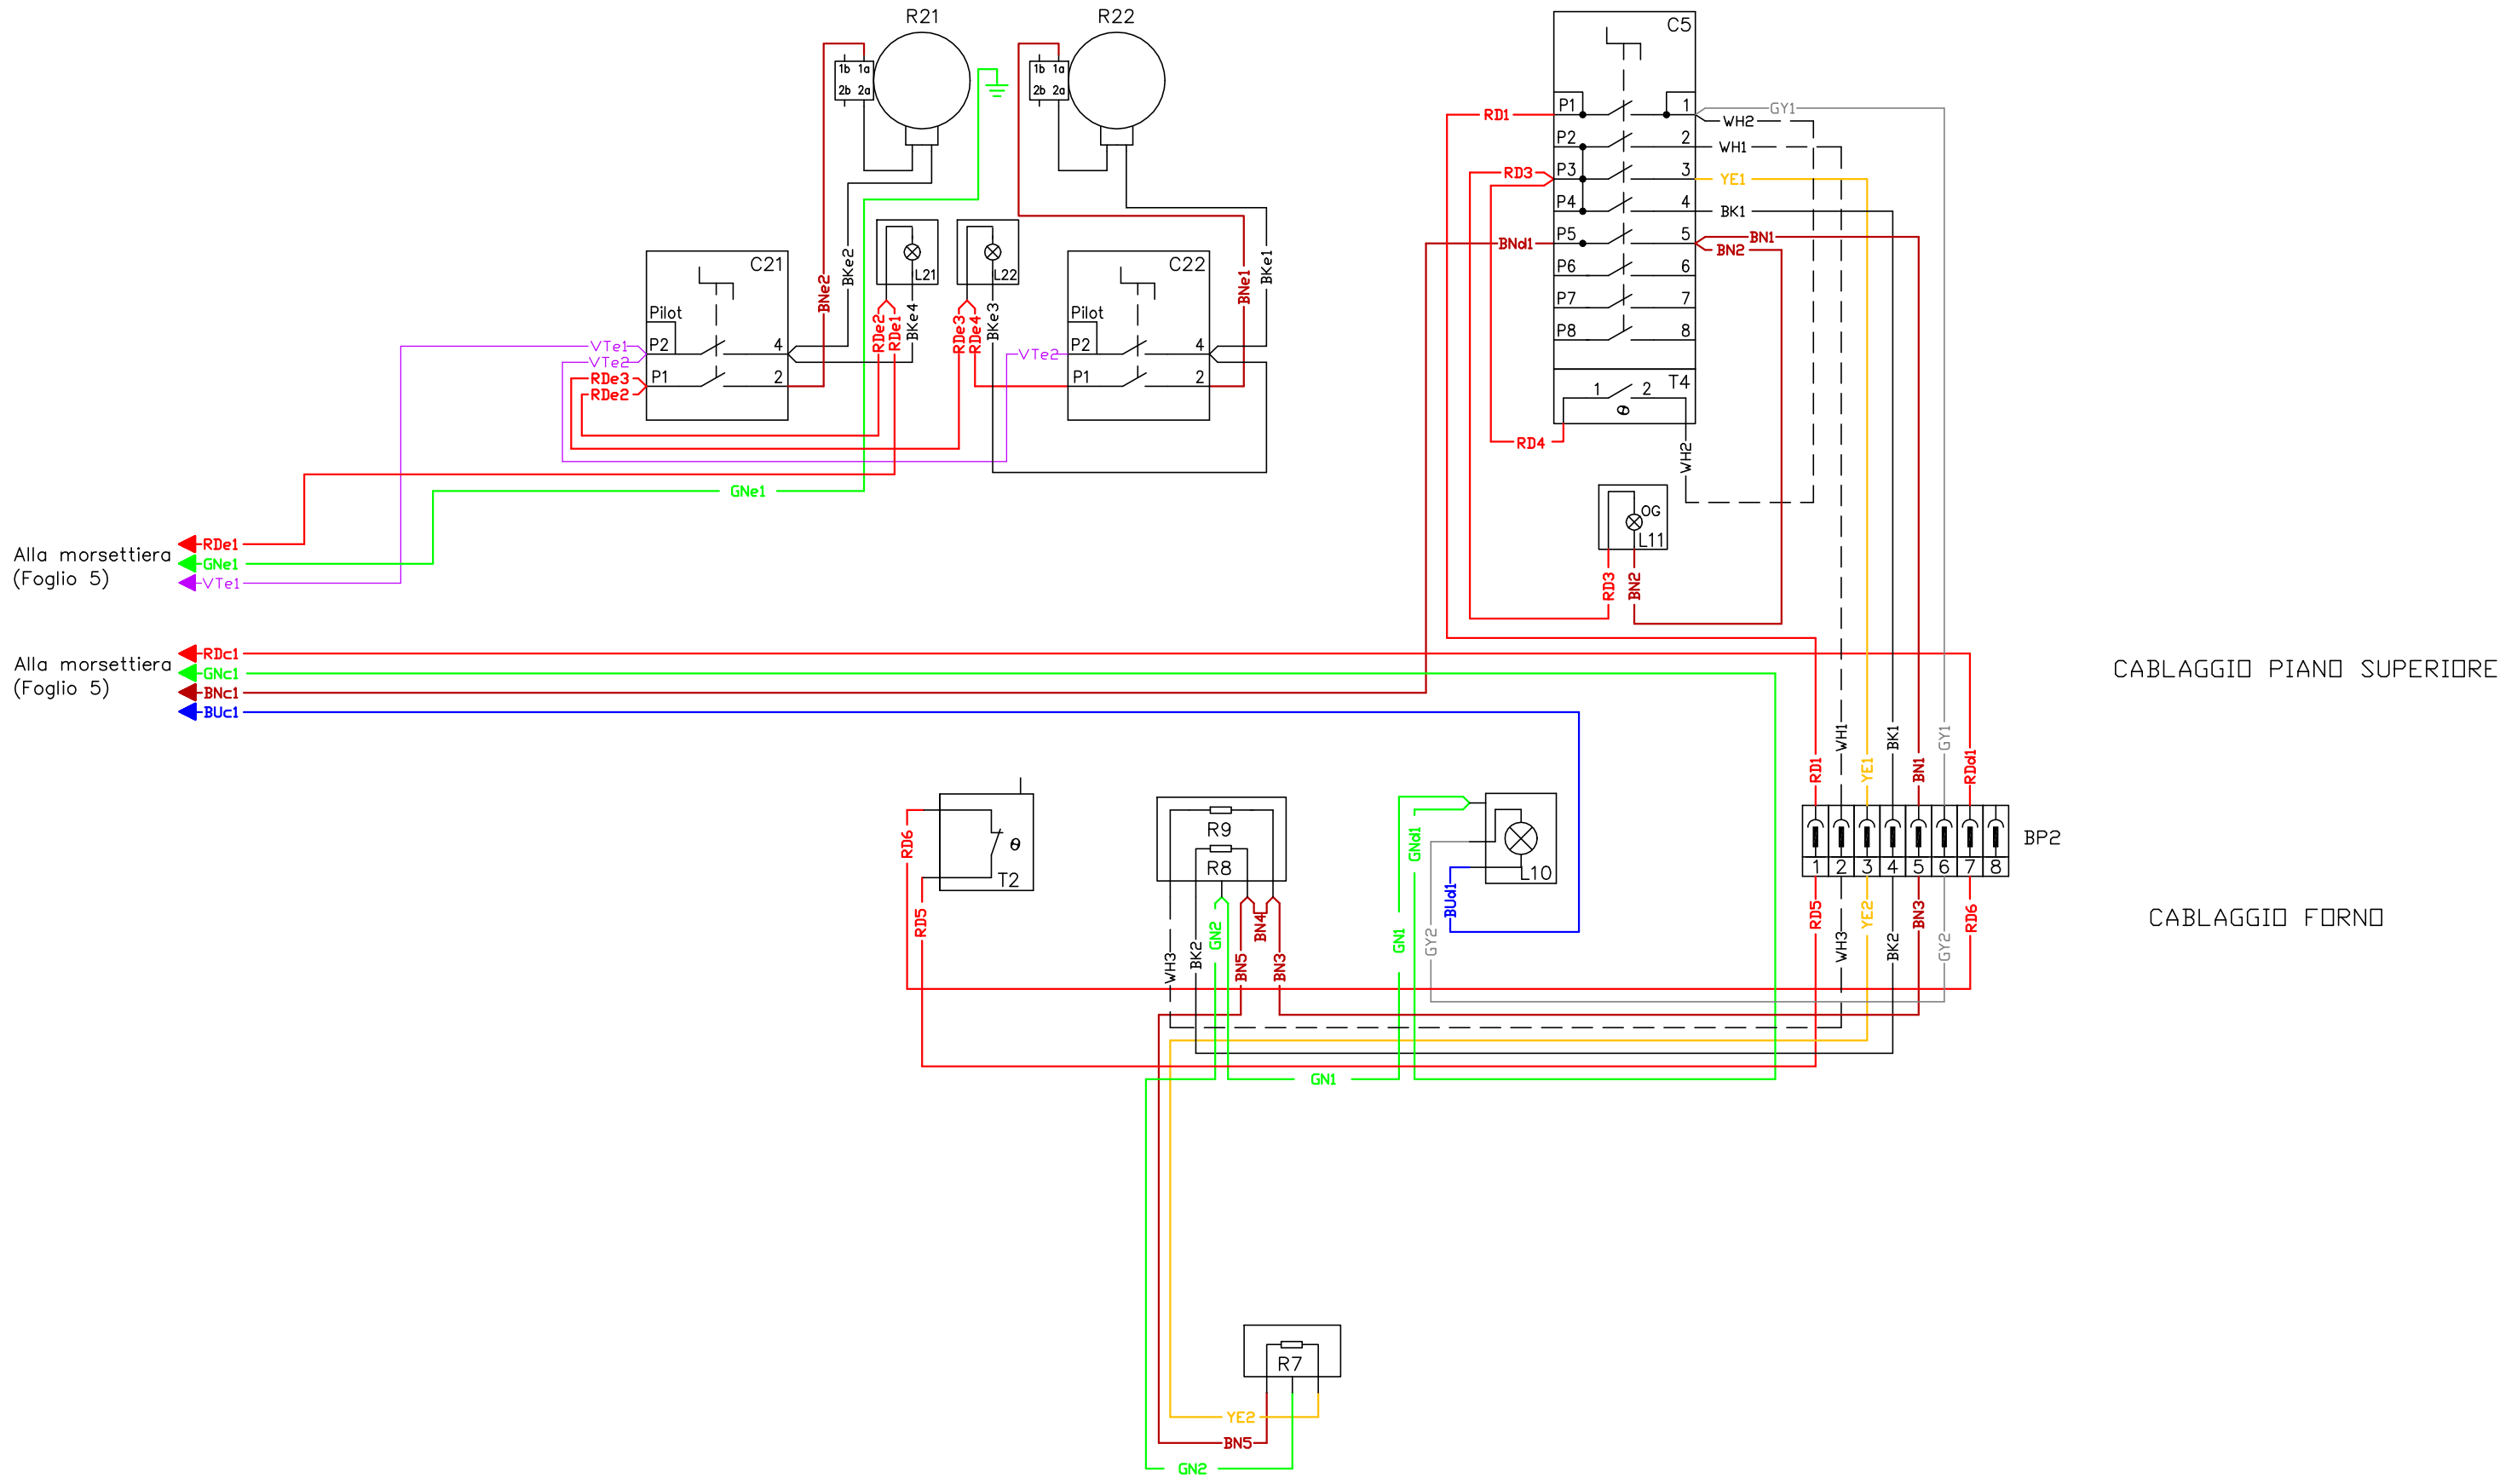 R21
R22
C5
1b 1a
2b 2a
1b 1a
2b 2a
P1 1
P2 2
P3 3
P4 4
P5 5
P6 6
P7 7
P8 8
RD1
GY1
WH2
WH1
RD3
YE1
BK1
BNd1
BN1
BN2
T4
1 2
θ
RD4
WH2
OG
L11
RD3
BN2
C21
Pilot
P2 4
P1 2
BNe2
BKe2
L21
L22
RDe2
RDe1
BKe4
RDe3
RDe4
BKe3
C22
Pilot
P2 4
P1 2
BNe1
BKe1
VTe1
VTe2
RDe3
RDe2
VTe2
GNe1
Alla morsettiera
(Foglio 5)
RDe1
GNe1
VTe1
Alla morsettiera
(Foglio 5)
RDc1
GNc1
BNc1
BUc1
CABLAGGIO PIANO SUPERIORE
RD1
WH1
YE1
BK1
BN1
GY1
RDd1
BP2
1 2 3 4 5 6 7 8
CABLAGGIO FORNO
RD5
WH3
YE2
BK2
BN3
GY2
RD6
RD6
θ
T2
RD5
R9
R8
WH3
BK2
GN2
BN5
BN4
BN3
GN1
GNd1
GY2
BUd1
L10
GN1
R7
YE2
BN5
GN2